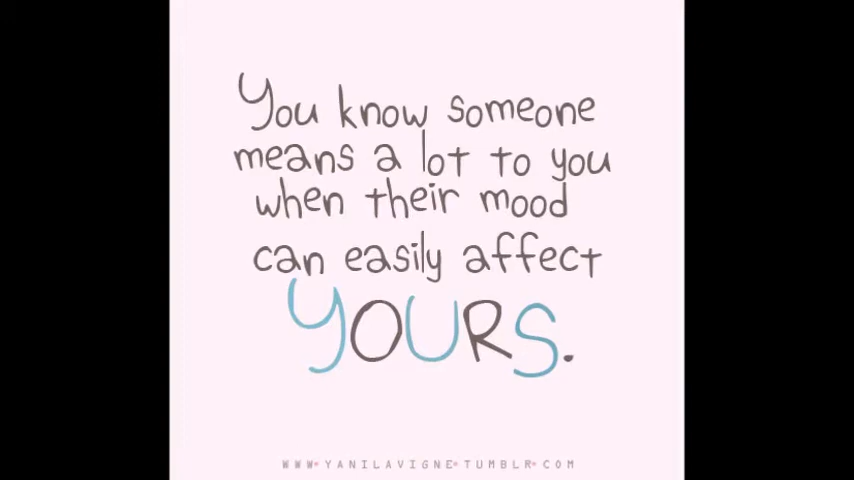 You know someone
means a lot to you
when their mood
can easily affect
YOURS.
WWW.YANILAVIGNE.TUMBLR.COM